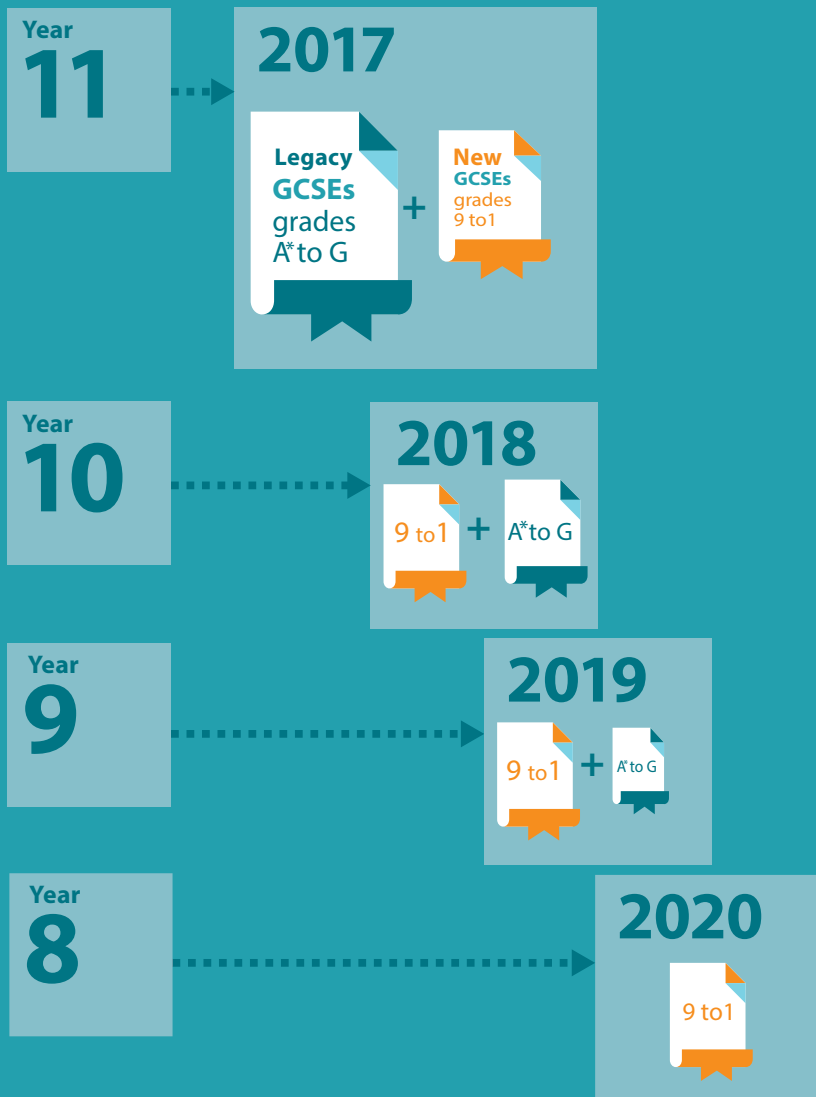 Year
11
2017
Legacy
GCSEs
grades
A* to G
+
New
GCSEs
grades
9 to1
Year
10
2018
9 to1
+
A* to G
Year
9
2019
9 to1
+
A* to G
Year
8
2020
9 to1